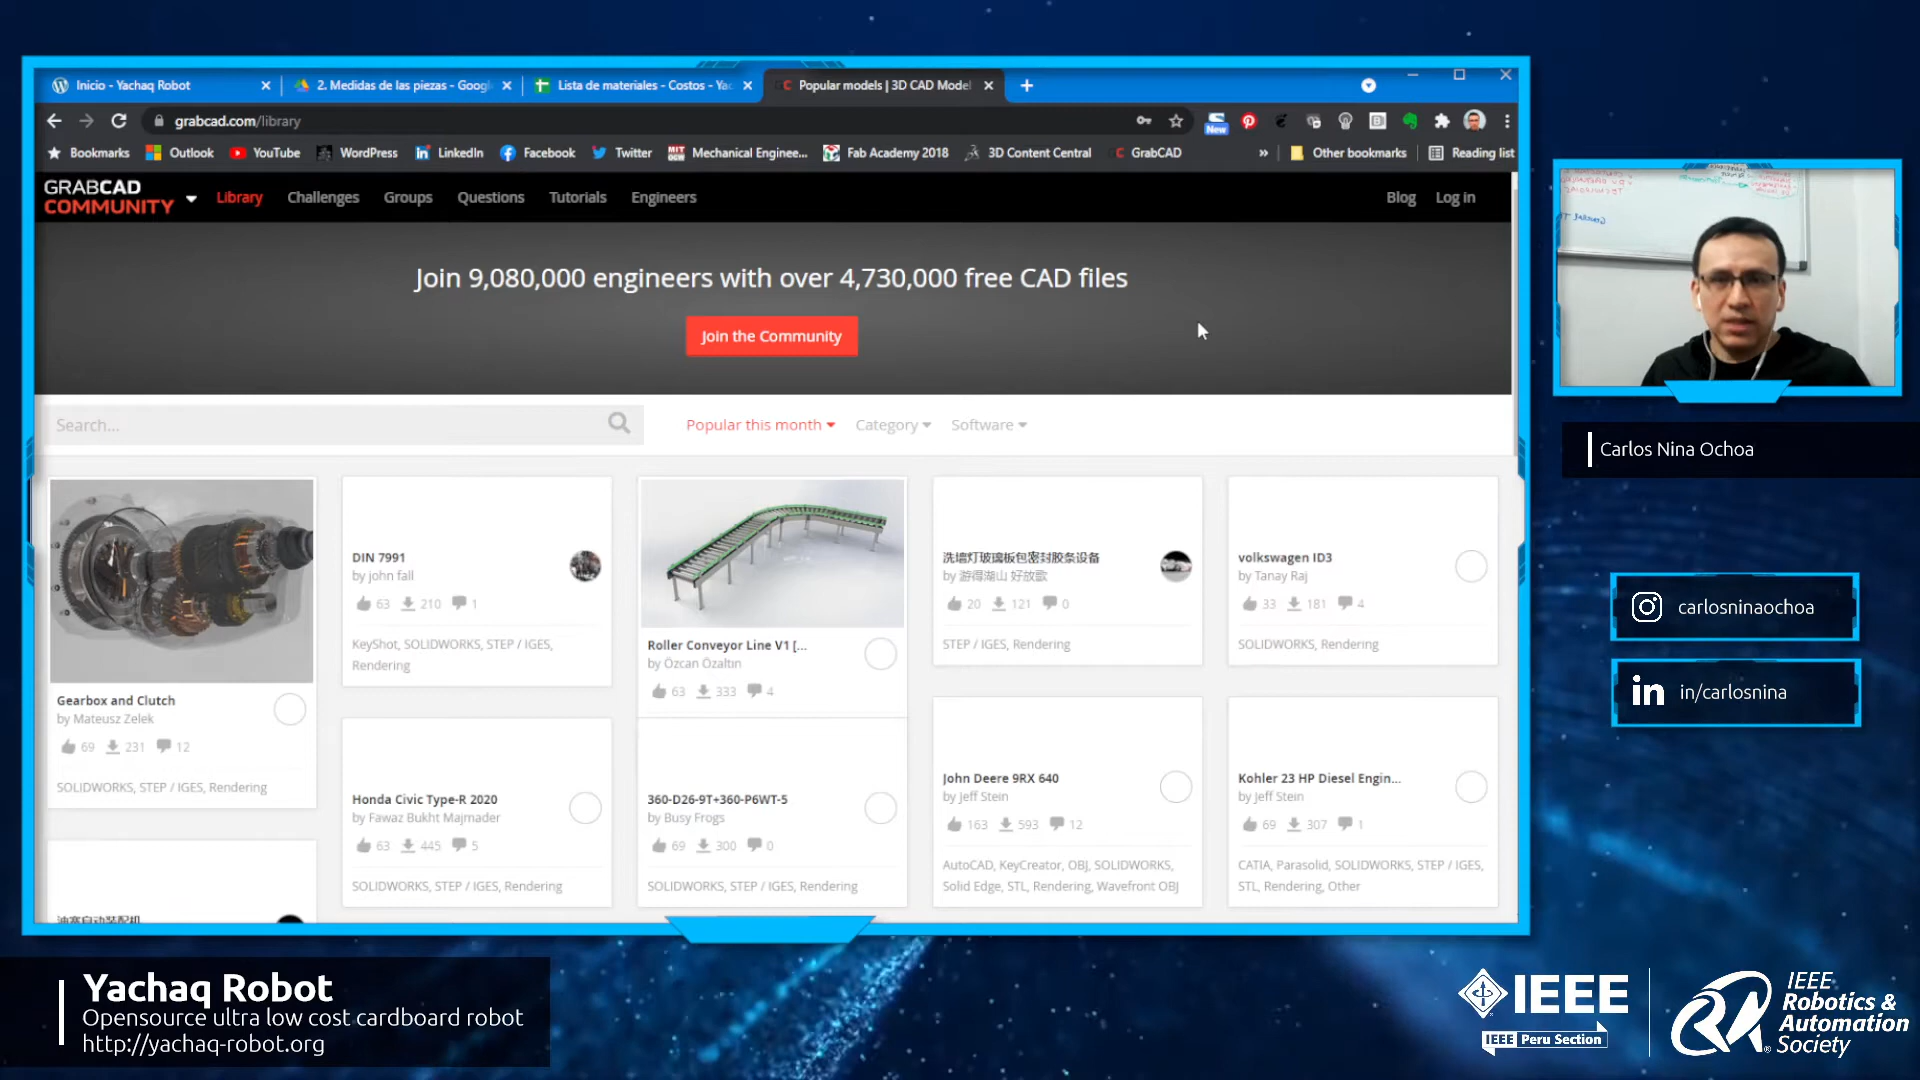 Inicio - Yachaq Robot
2. Medidas de las piezas - Googl
Lista de materiales - Costos - Yac
Popular models | 3D CAD Model
grabcad.com/library
New
Bookmarks
Outlook
YouTube
WordPress
LinkedIn
Facebook
Twitter
Mechanical Enginee...
Fab Academy 2018
3D Content Central
GrabCAD
»
Other bookmarks
Reading list
GRABCAD
COMMUNITY
Library
Challenges
Groups
Questions
Tutorials
Engineers
Blog
Log in
Join 9,080,000 engineers with over 4,730,000 free CAD files
Join the Community
Search...
Popular this month
Category
Software
Gearbox and Clutch
by Mateusz Zelek
69 231 12
SOLIDWORKS, STEP / IGES, Rendering
DIN 7991
by john fall
63 210 1
KeyShot, SOLIDWORKS, STEP / IGES,
Rendering
Honda Civic Type-R 2020
by Fawaz Bukht Majmader
63 445 5
SOLIDWORKS, STEP / IGES, Rendering
Roller Conveyor Line V1 [...
by Özcan Özaltın
63 333 4
360-D26-9T+360-P6WT-5
by Busy Frogs
69 300 0
SOLIDWORKS, STEP / IGES, Rendering
洗墙灯玻璃板包密封胶条设备
by 游得湖山 好放歌
20 121 0
STEP / IGES, Rendering
John Deere 9RX 640
by Jeff Stein
163 593 12
AutoCAD, KeyCreator, OBJ, SOLIDWORKS,
Solid Edge, STL, Rendering, Wavefront OBJ
volkswagen ID3
by Tanay Raj
33 181 4
SOLIDWORKS, Rendering
Kohler 23 HP Diesel Engin...
by Jeff Stein
69 307 1
CATIA, Parasolid, SOLIDWORKS, STEP / IGES,
STL, Rendering, Other
Carlos Nina Ochoa
carlosninaochoa
in/carlosnina
Yachaq Robot
Opensource ultra low cost cardboard robot
http://yachaq-robot.org
IEEE
IEEE Peru Section
RA
IEEE
Robotics &
Automation
Society